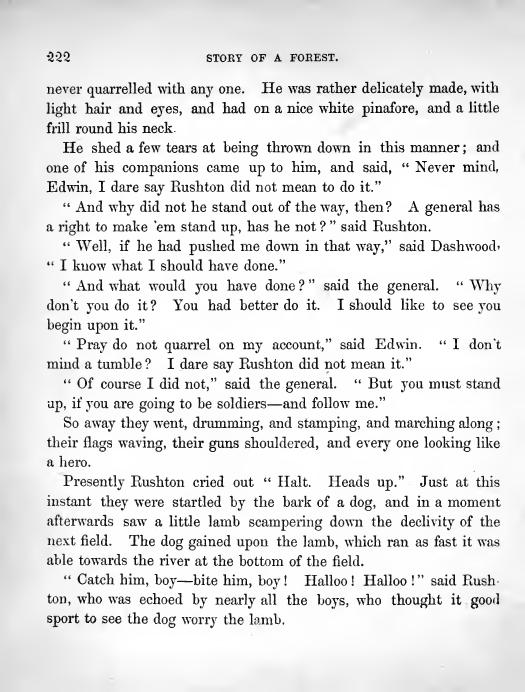 222 STORY OF A FOREST.
never quarrelled with any one. He was rather delicately made, with
light hair and eyes, and had on a nice white pinafore, and a little
frill round his neck.
He shed a few tears at being thrown down in this manner; and
one of his companions came up to him, and said, “ Never mind,
Edwin, I dare say Rushton did not mean to do it.”
“ And why did not he stand out of the way, then? A general has
a right to make 'em stand up, has he not?” said Rushton.
“ Well, if he had pushed me down in that way,” said Dashwood,
“ I know what I should have done.”
“ And what would you have done?” said the general. “ Why
don't you do it? You had better do it. I should like to see you
begin upon it.”
“ Pray do not quarrel on my account,” said Edwin. “ I don't
mind a tumble? I dare say Rushton did not mean it.”
“ Of course I did not,” said the general. “ But you must stand
up, if you are going to be soldiers—and follow me.”
So away they went, drumming, and stamping, and marching along;
their flags waving, their guns shouldered, and every one looking like
a hero.
Presently Rushton cried out “ Halt. Heads up.” Just at this
instant they were startled by the bark of a dog, and in a moment
afterwards saw a little lamb scampering down the declivity of the
next field. The dog gained upon the lamb, which ran as fast it was
able towards the river at the bottom of the field.
“ Catch him, boy—bite him, boy! Halloo! Halloo!” said Rush-
ton, who was echoed by nearly all the boys, who thought it good
sport to see the dog worry the lamb.